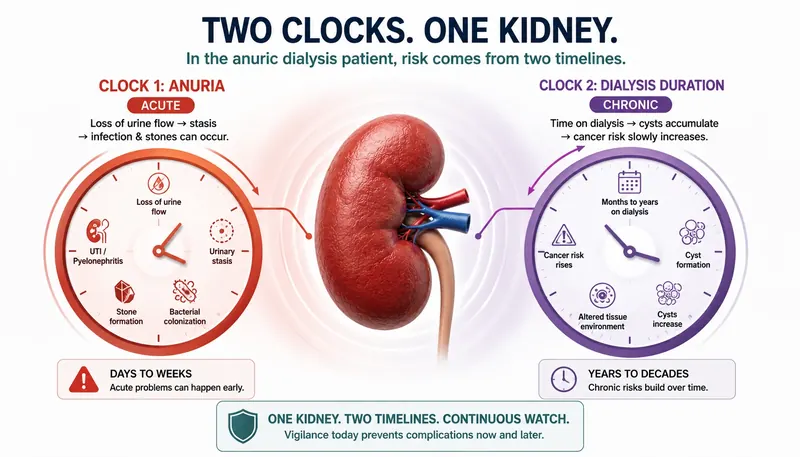 TWO CLOCKS. ONE KIDNEY.
In the anuric dialysis patient, risk comes from two timelines.
CLOCK 1: ANURIA
ACUTE
Loss of urine flow → stasis
→ infection & stones can occur.
Loss of urine
flow
Urinary
stasis
Bacterial
colonization
Stone
formation
UTI /
Pyelonephritis
DAYS TO WEEKS
Acute problems can happen early.
CLOCK 2: DIALYSIS DURATION
CHRONIC
Time on dialysis → cysts accumulate
→ cancer risk slowly increases.
Months to years
on dialysis
Cyst
formation
Cysts
increase
Altered tissue
environment
Cancer risk
rises
YEARS TO DECADES
Chronic risks build over time.
ONE KIDNEY. TWO TIMELINES. CONTINUOUS WATCH.
Vigilance today prevents complications now and later.